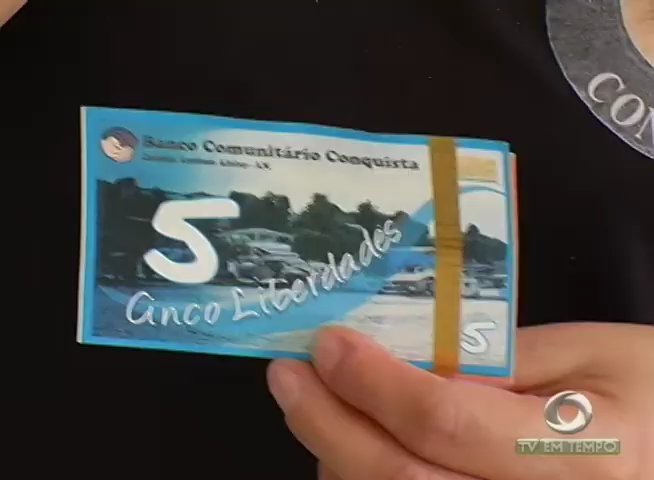 CON
Banco Comunitário Conquista
5
Cinco Liberdades
5
TV EM TEMPO